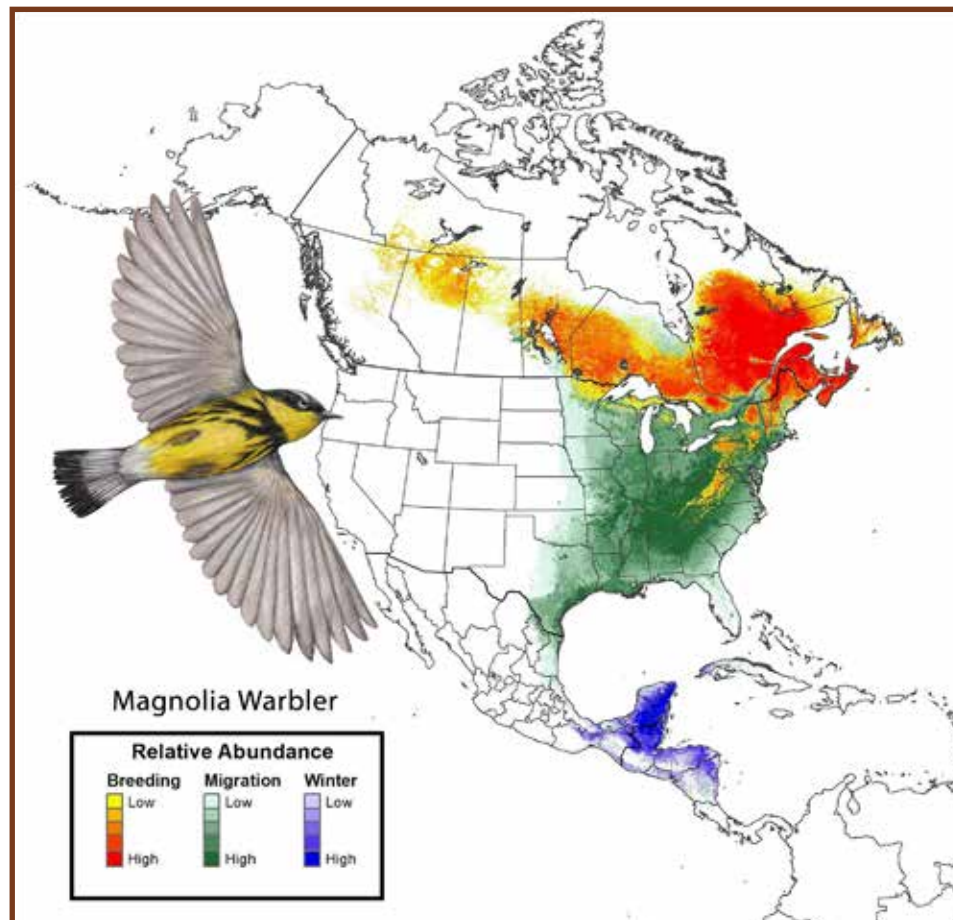 Magnolia Warbler
Relative Abundance
Breeding Migration Winter
Low Low Low
High High High